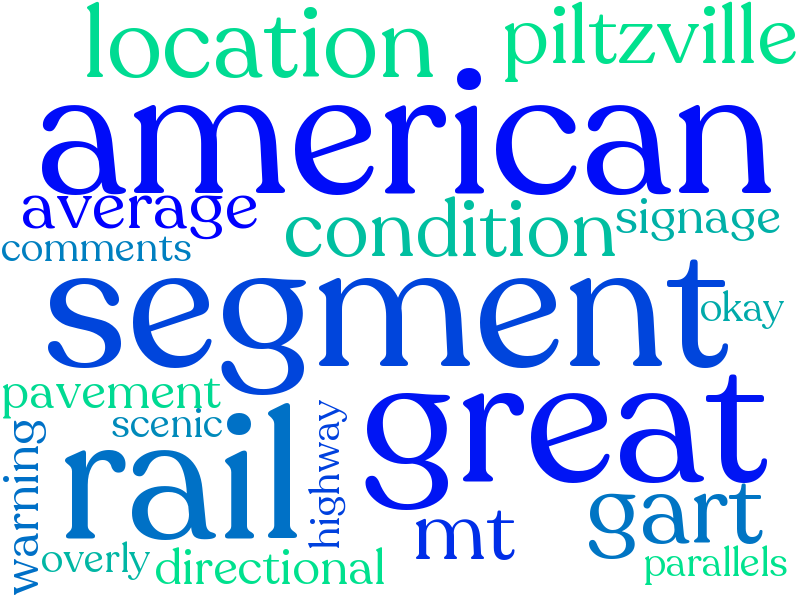 location
piltzville
american
average
condition
signage
comments
segment
okay
great
pavement
scenic
rail
highway
warning
gart
mt
overly
directional
parallels